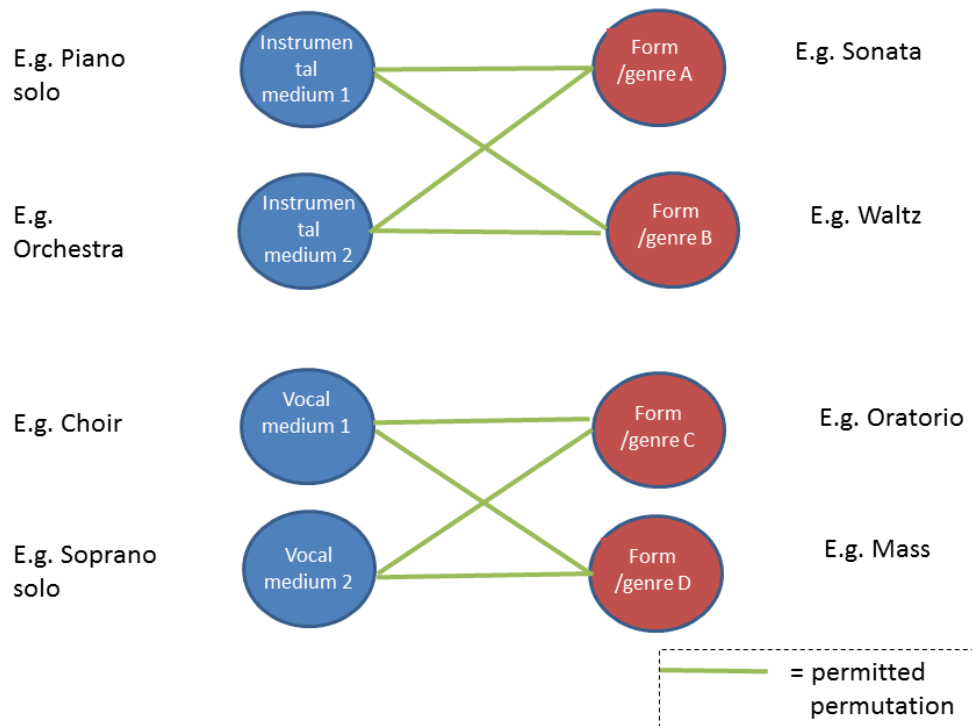 E.g. Piano
solo
Instrumen
tal
medium 1
Form
/genre A
E.g. Sonata
E.g.
Orchestra
Instrumen
tal
medium 2
Form
/genre B
E.g. Waltz
E.g. Choir
Vocal
medium 1
Form
/genre C
E.g. Oratorio
E.g. Soprano
solo
Vocal
medium 2
Form
/genre D
E.g. Mass
= permitted
permutation